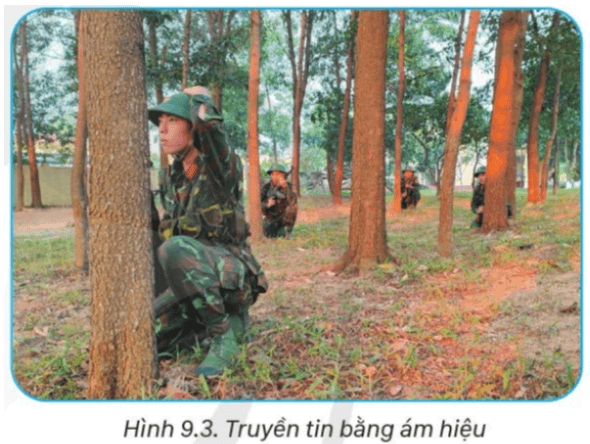 Hình 9.3. Truyền tin bằng ám hiệu